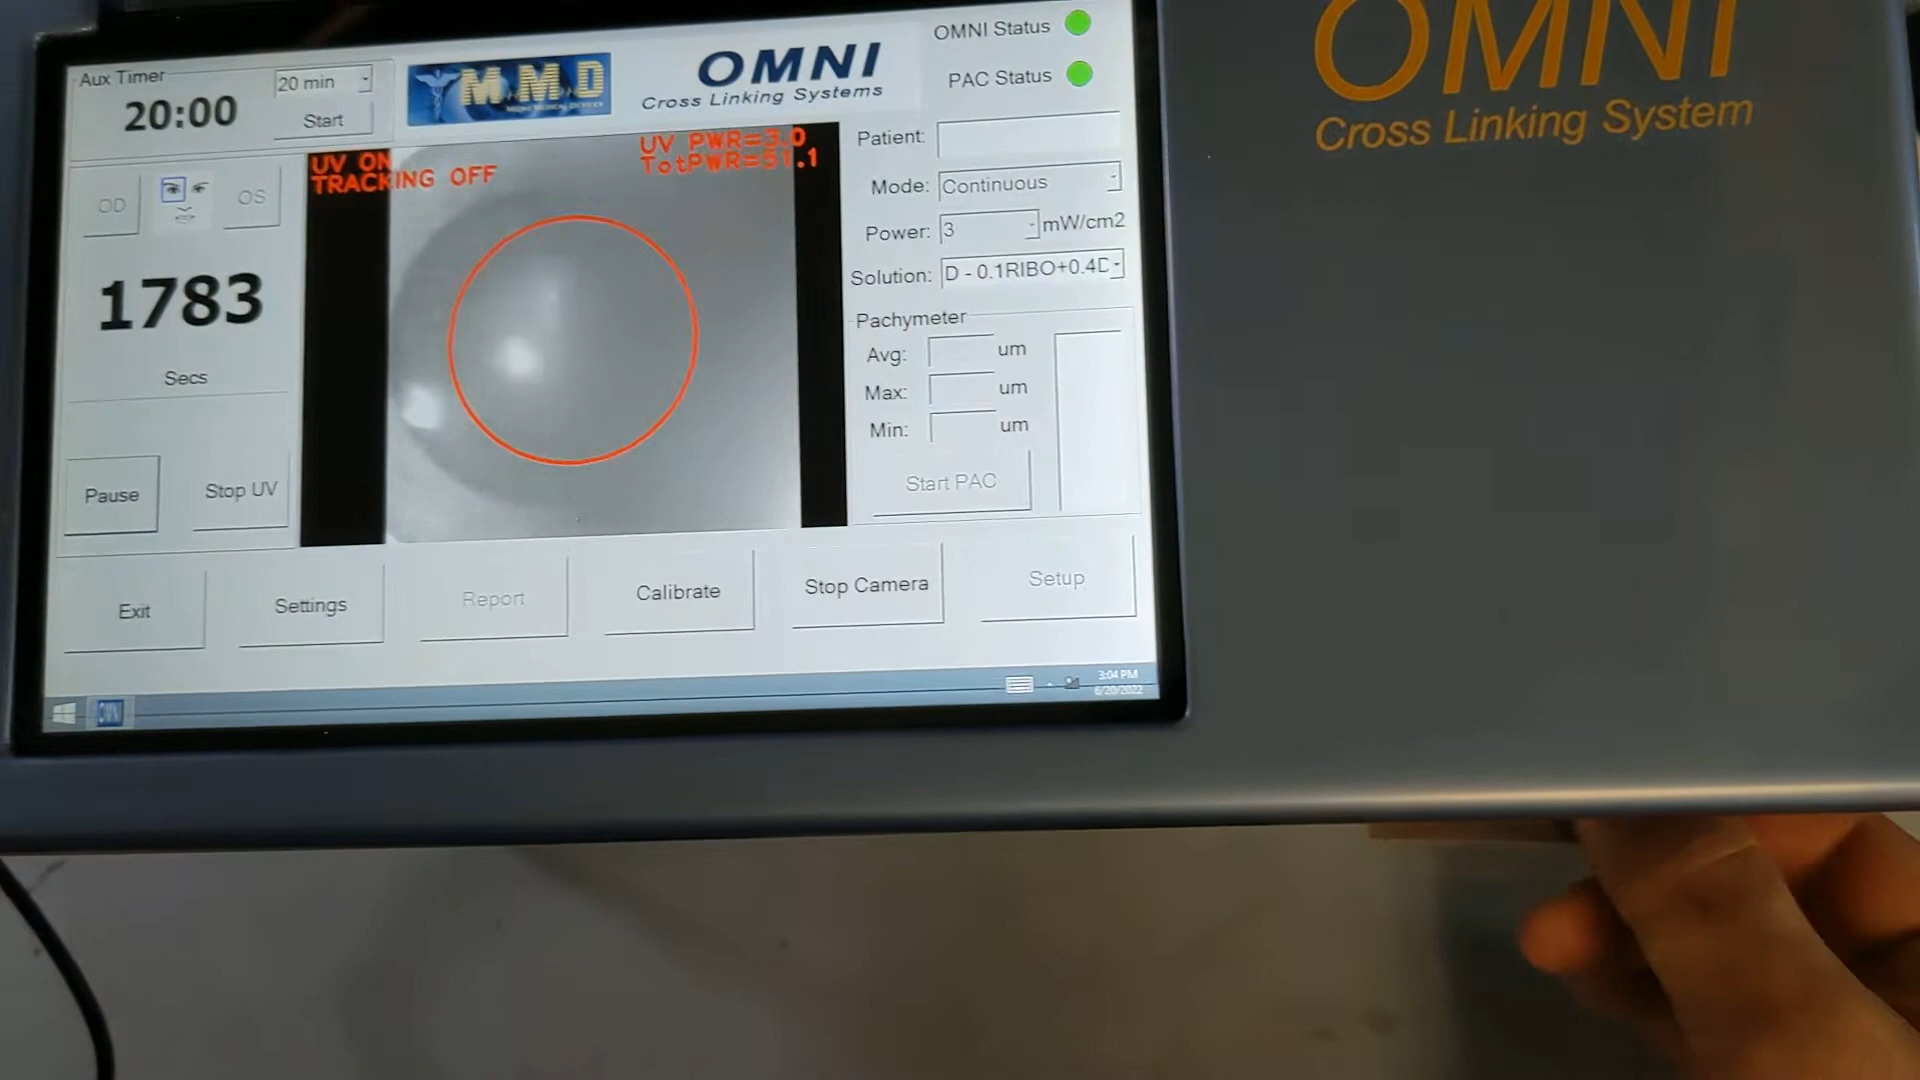 Aux Timer
20:00
20 min
Start
M.M.D
OMNI
Cross Linking Systems
OMNI Status
PAC Status
OMNI
Cross Linking System
OD
OS
1783
Secs
Pause
Stop UV
UV ON
TRACKING OFF
UV PWR=3.0
TotPWR=51.1
Patient:
Mode: Continuous
Power: 3 mW/cm2
Solution: D - 0.1RIBO+0.4D
Pachymeter
Avg: um
Max: um
Min: um
Start PAC
Exit
Settings
Report
Calibrate
Stop Camera
Setup
3:04 PM
6/20/2022